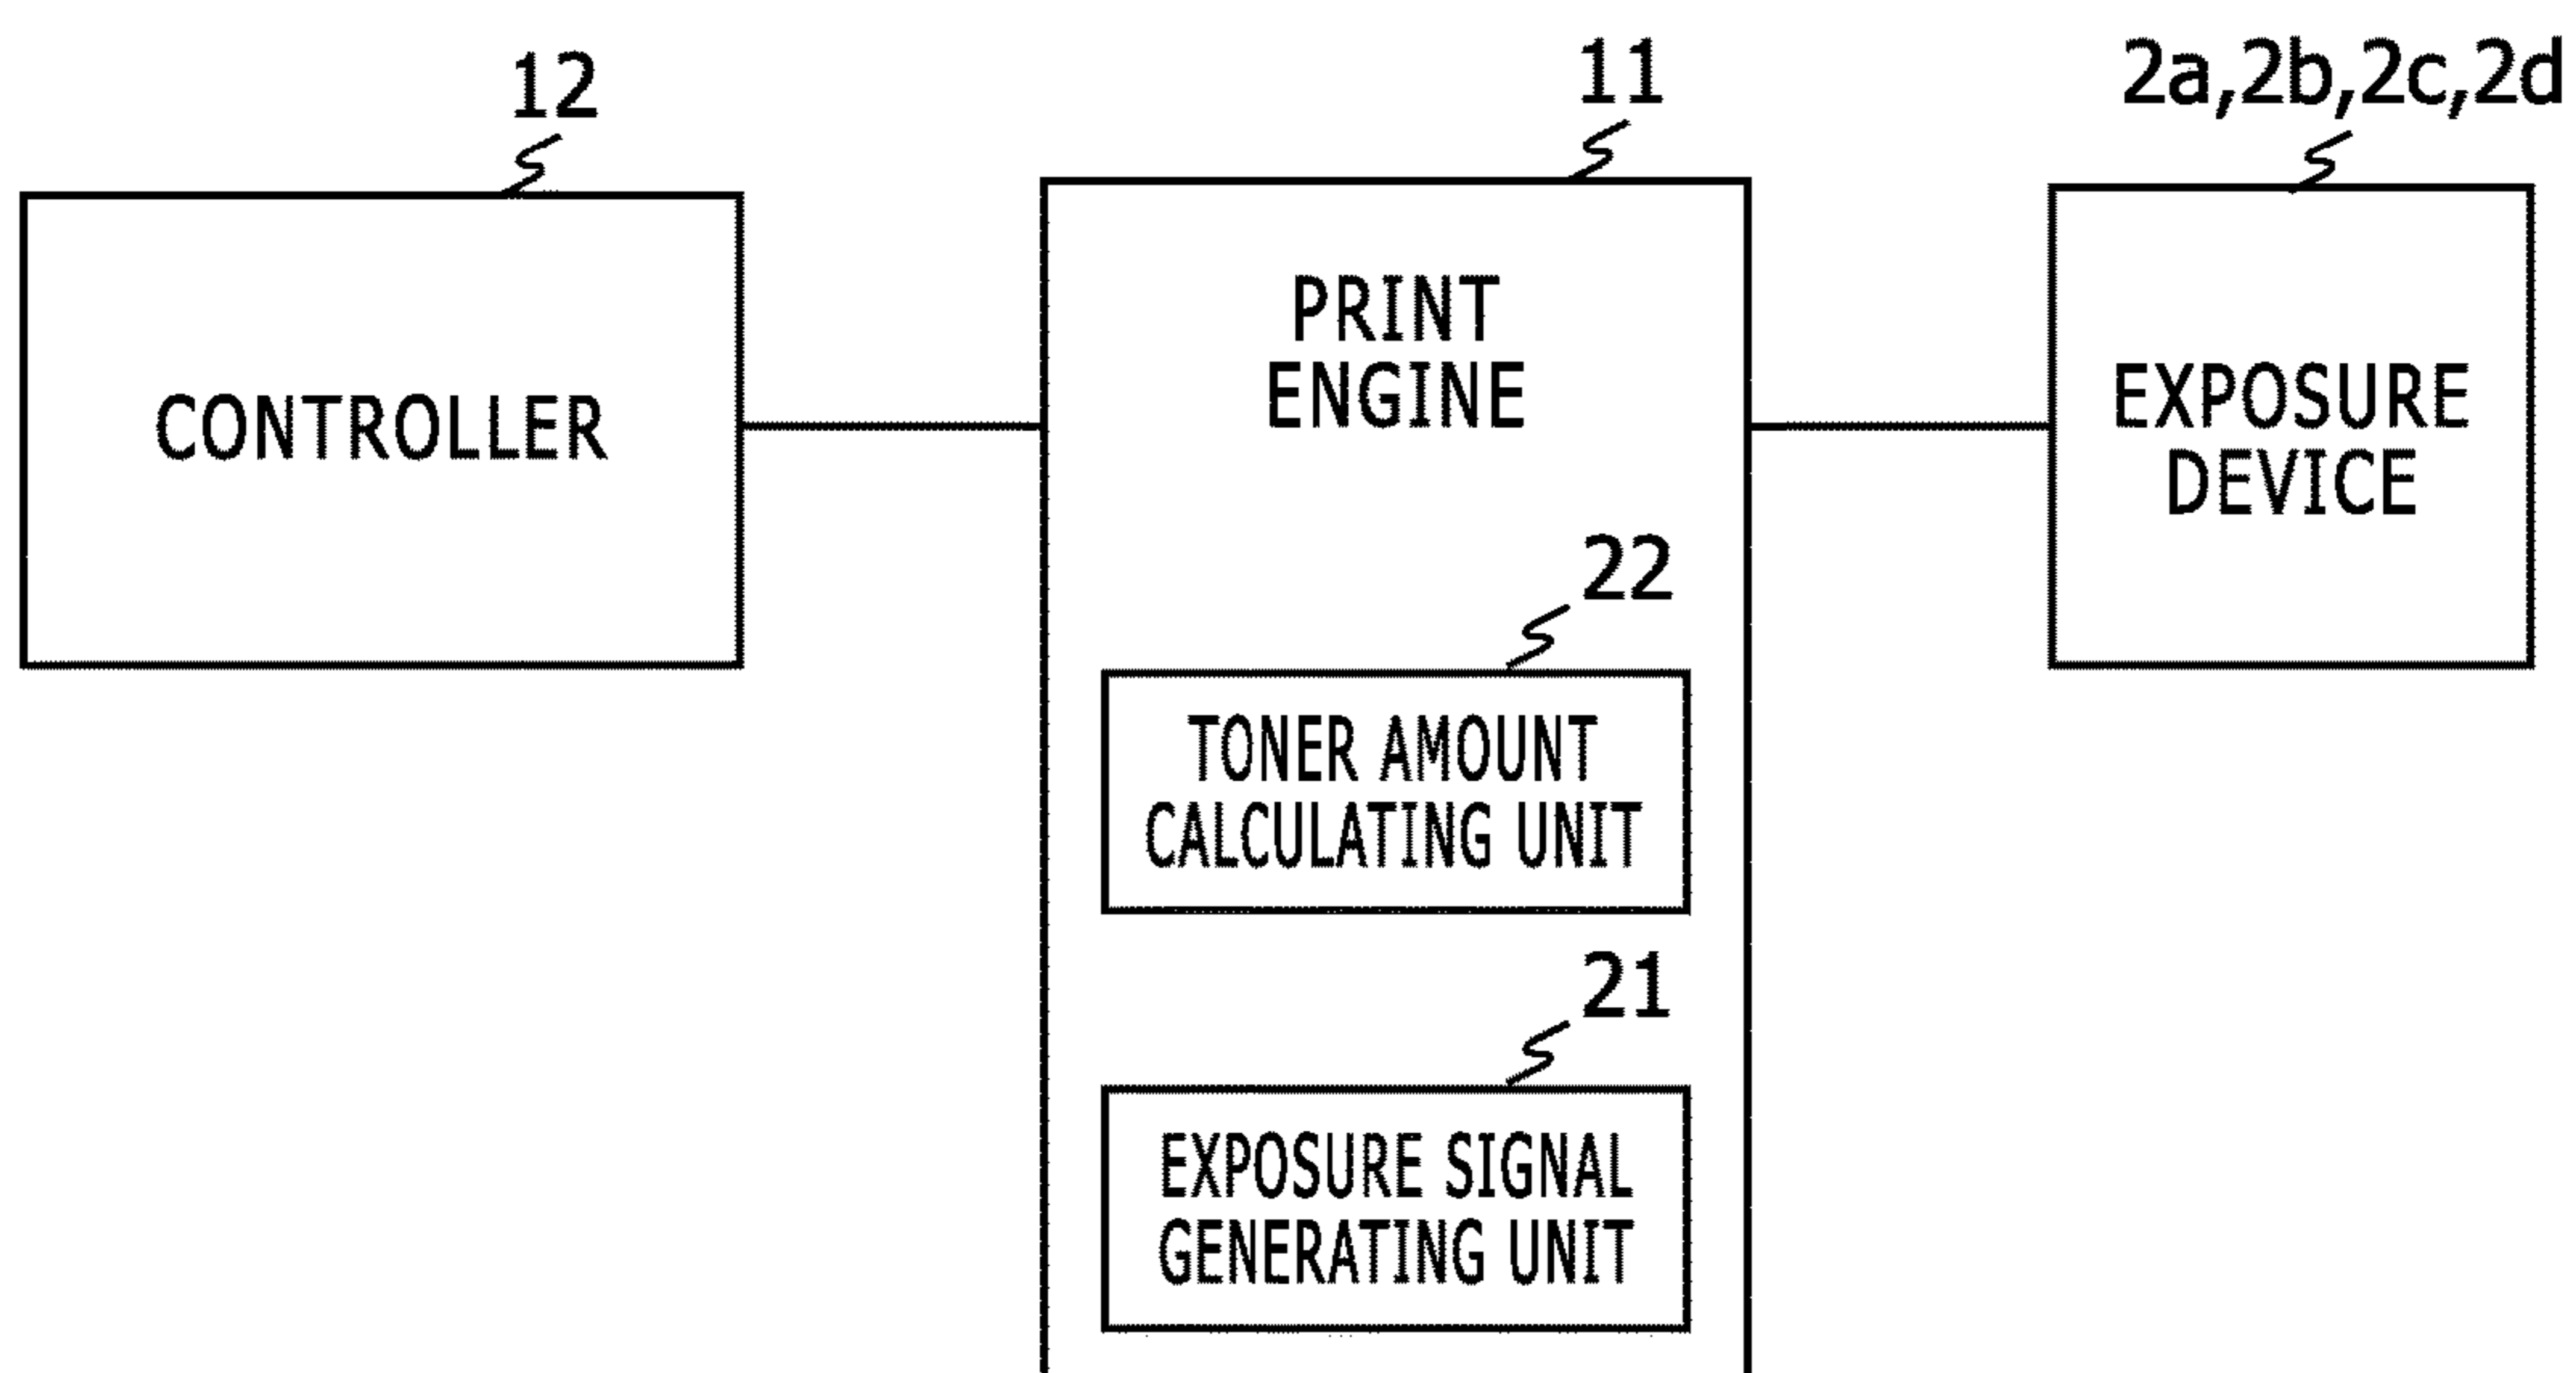 12
CONTROLLER
11
PRINT
ENGINE
22
TONER AMOUNT
CALCULATING UNIT
21
EXPOSURE SIGNAL
GENERATING UNIT
2a,2b,2c,2d
EXPOSURE
DEVICE